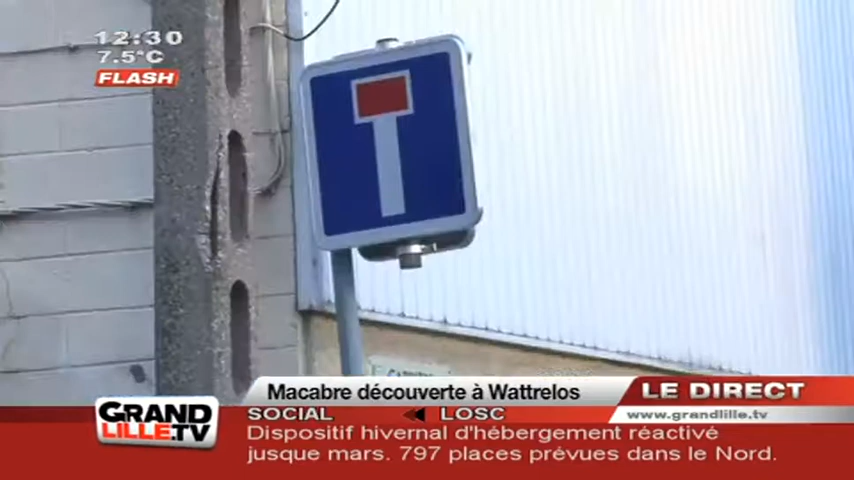 12:30
7.5°C
FLASH
Macabre découverte à Wattrelos
LE DIRECT
www.grandlille.tv
GRAND
LILLE.TV
SOCIAL
LOSC
Dispositif hivernal d'hébergement réactivé
jusque mars. 797 places prévues dans le Nord.